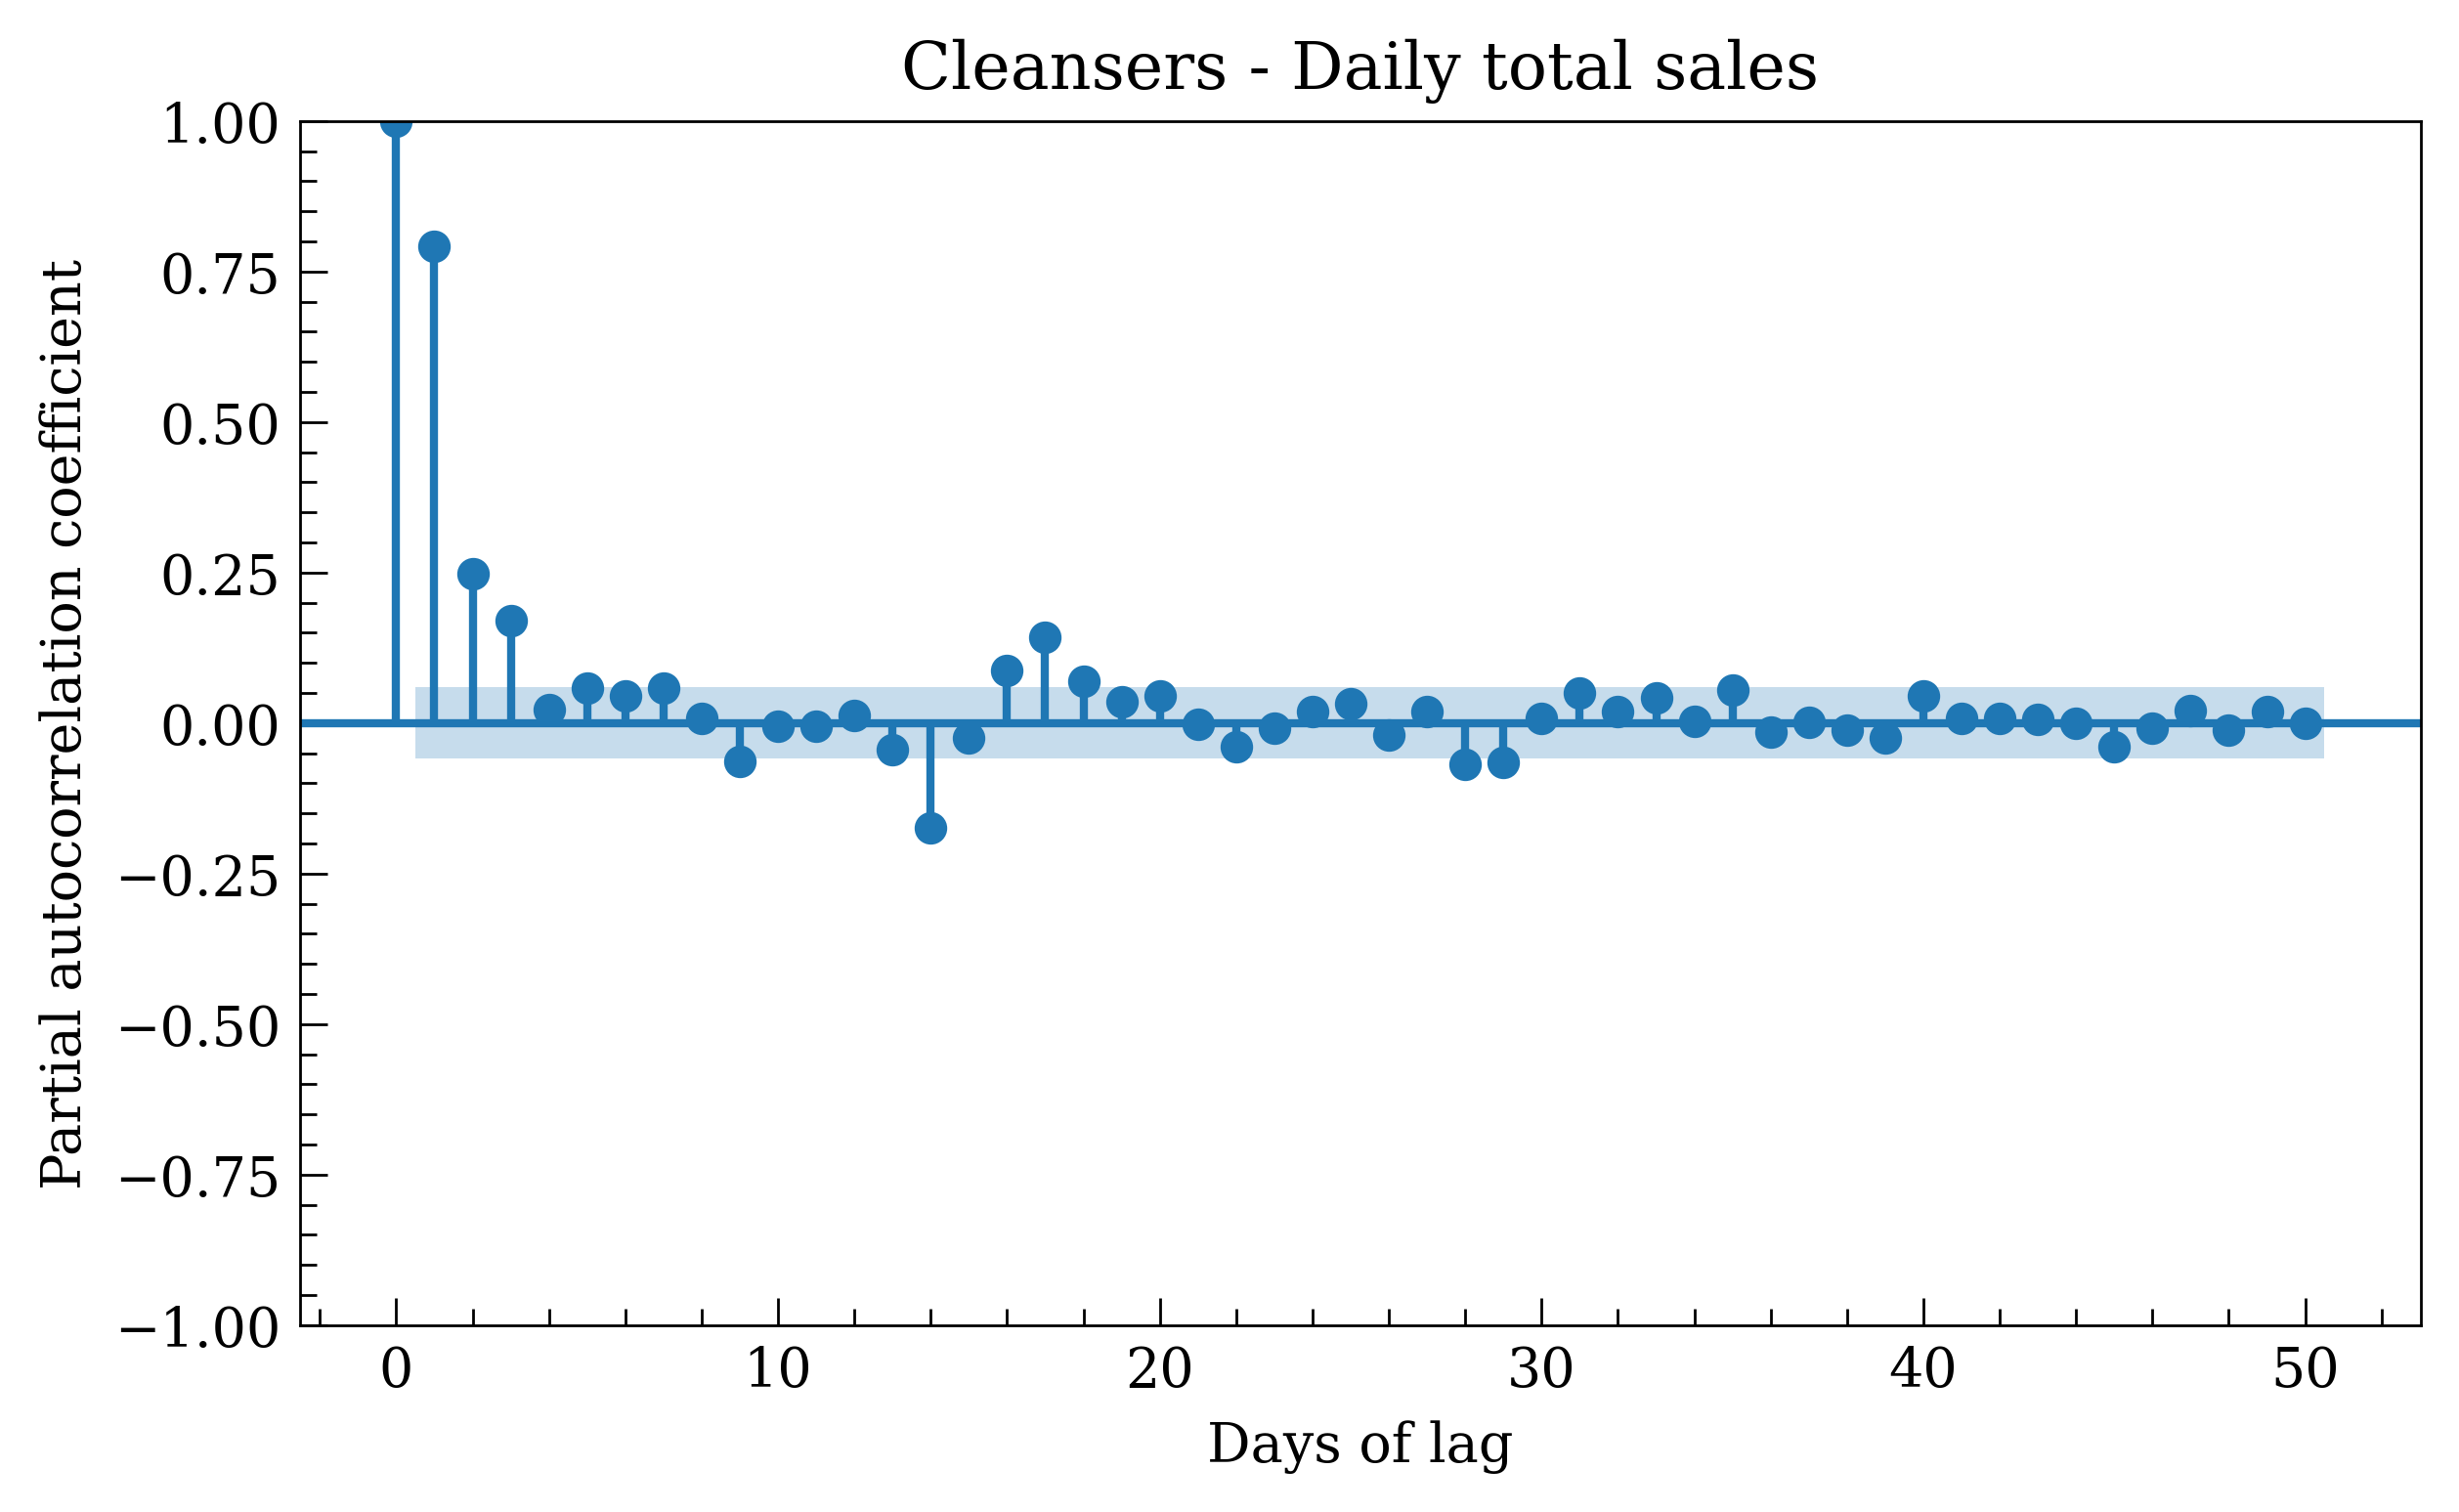 Cleansers - Daily total sales
Partial autocorrelation coefficient
1.00
0.75
0.50
0.25
0.00
−0.25
−0.50
−0.75
−1.00
0 10 20 30 40 50
Days of lag